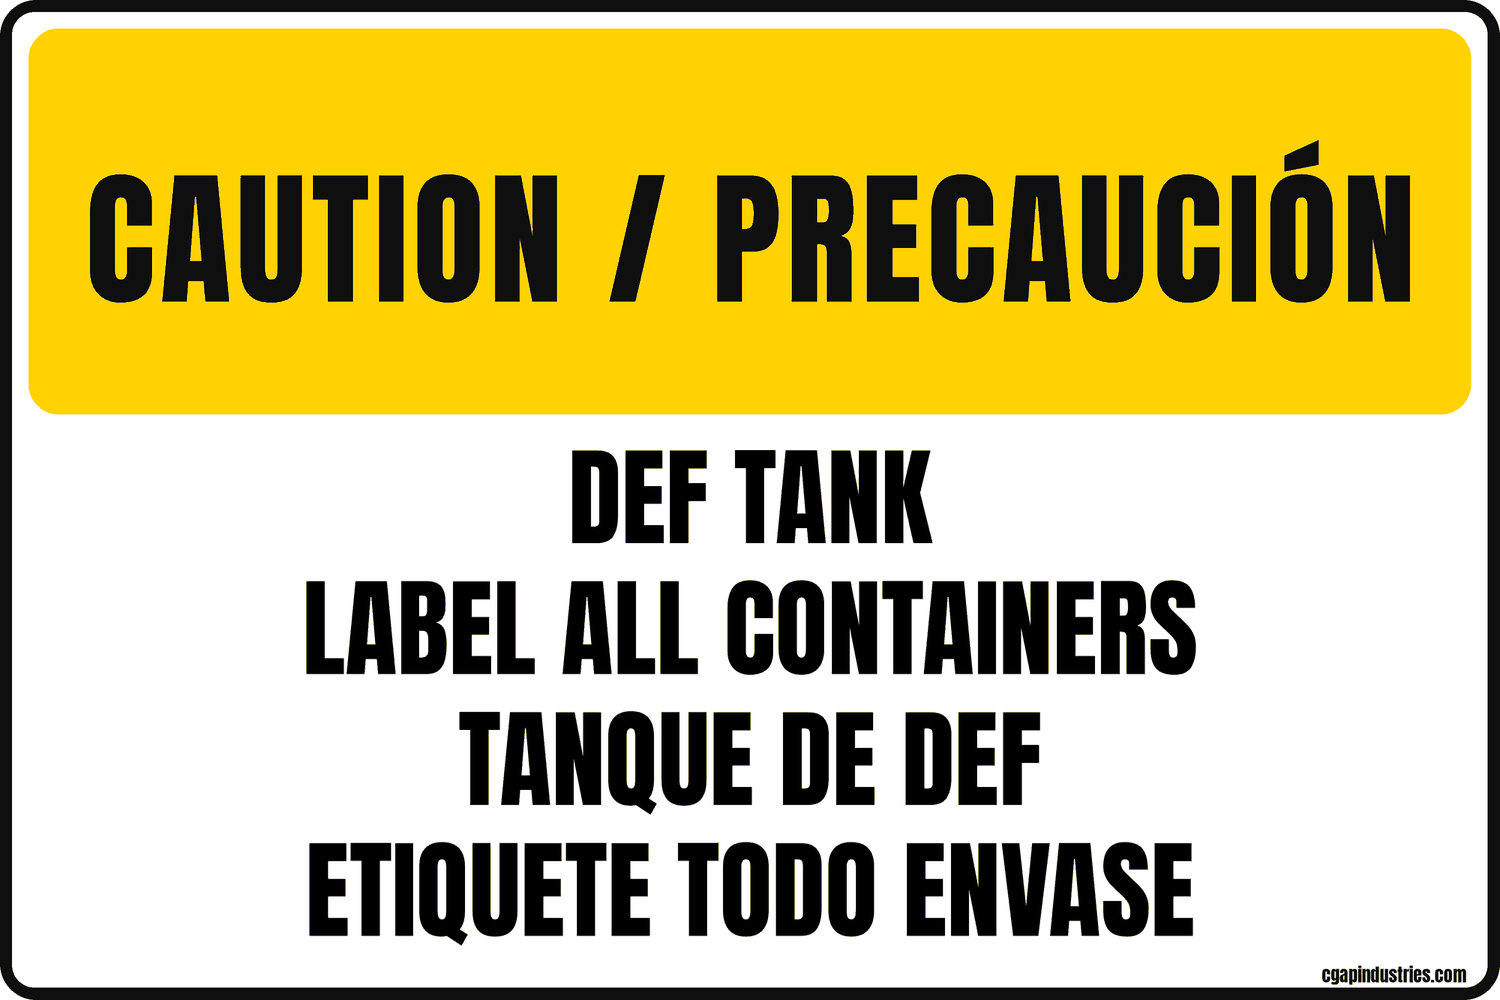 CAUTION / PRECAUCIÓN
DEF TANK
LABEL ALL CONTAINERS
TANQUE DE DEF
ETIQUETE TODO ENVASE
cgapindustries.com